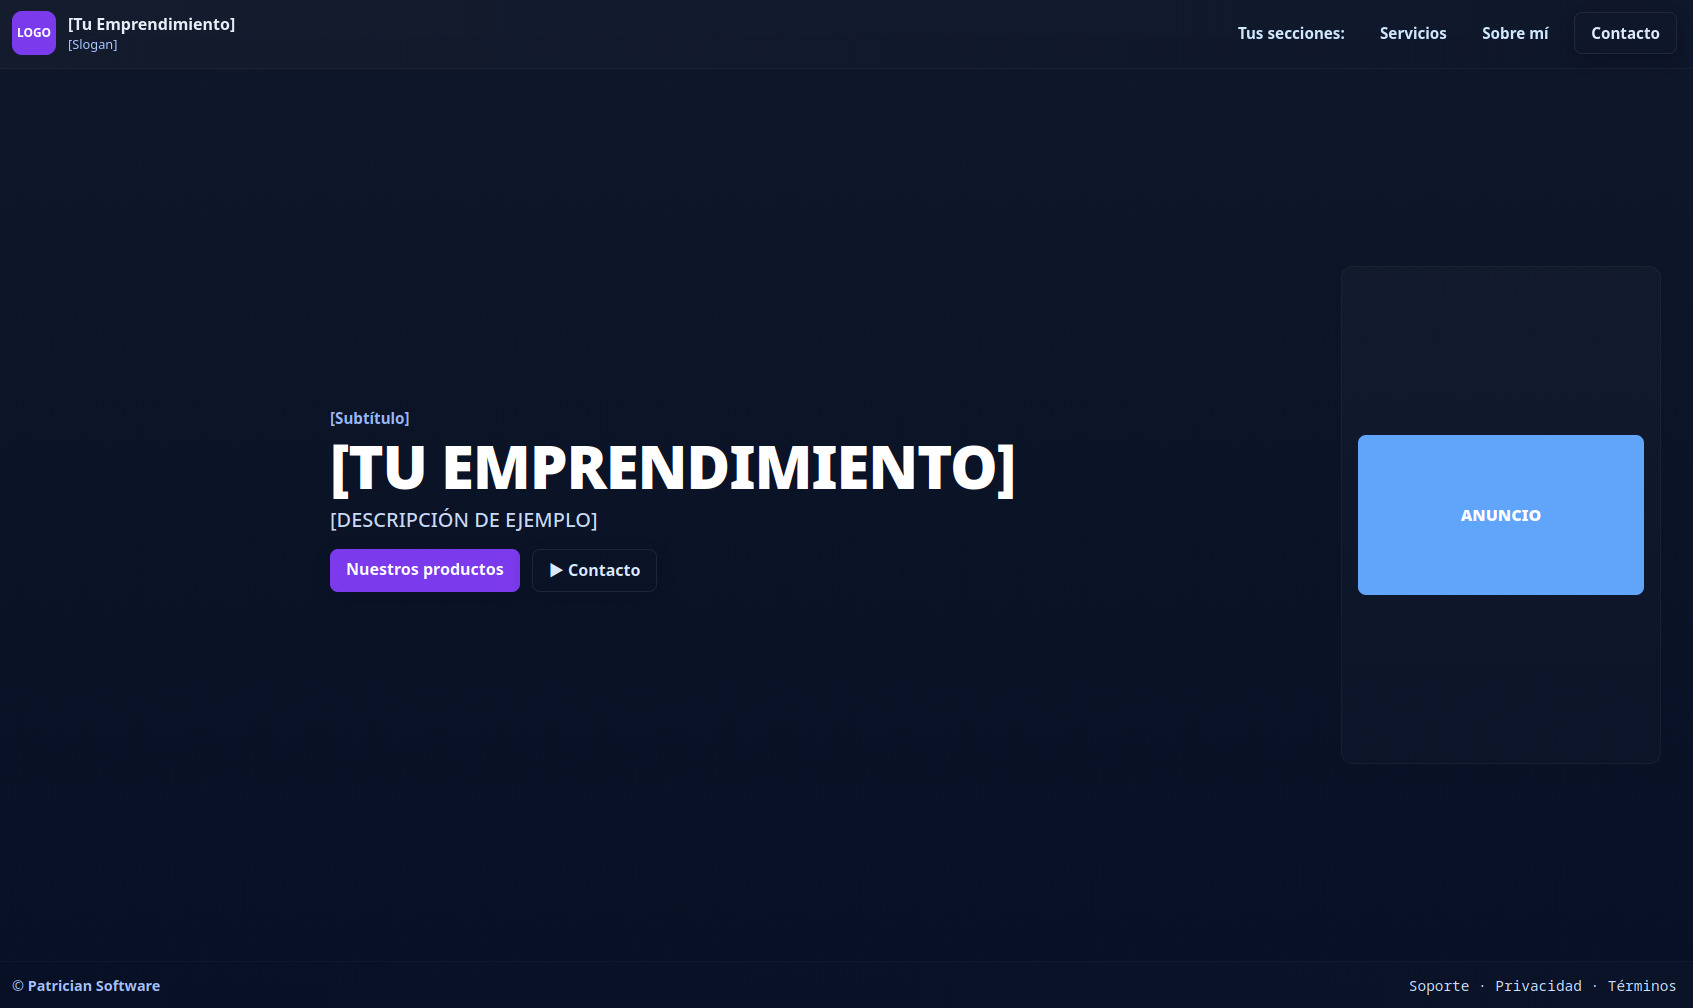 LOGO
[Tu Emprendimiento]
[Slogan]
Tus secciones: Servicios Sobre mí Contacto
[Subtítulo]
[TU EMPRENDIMIENTO]
[DESCRIPCIÓN DE EJEMPLO]
Nuestros productos ▶ Contacto
ANUNCIO
© Patrician Software
Soporte · Privacidad · Términos